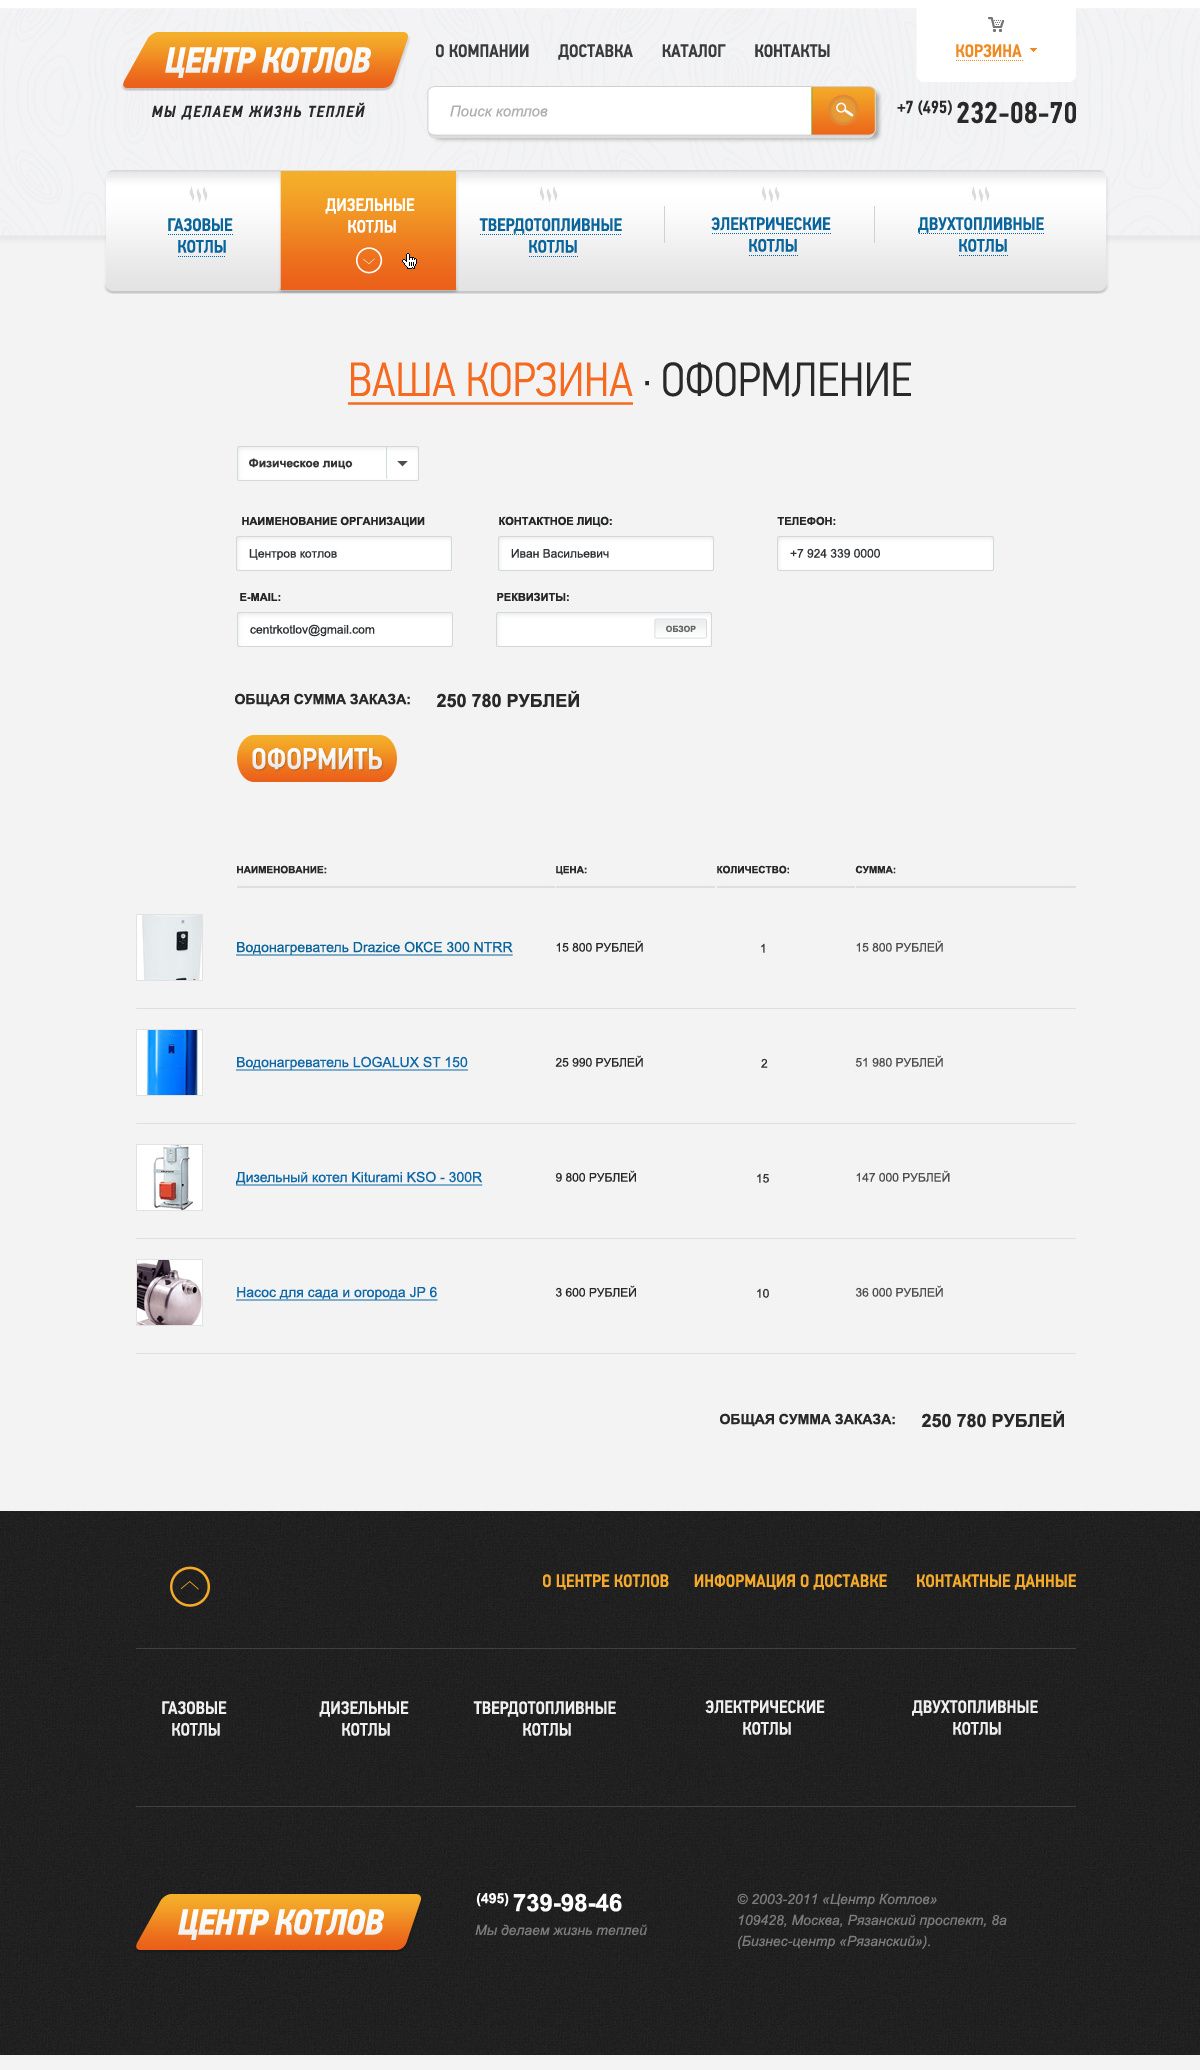 ЦЕНТР КОТЛОВ
МЫ ДЕЛАЕМ ЖИЗНЬ ТЕПЛЕЙ
О КОМПАНИИ ДОСТАВКА КАТАЛОГ КОНТАКТЫ
КОРЗИНА
Поиск котлов
+7 (495) 232-08-70
ГАЗОВЫЕ
КОТЛЫ
ДИЗЕЛЬНЫЕ
КОТЛЫ
ТВЕРДОТОПЛИВНЫЕ
КОТЛЫ
ЭЛЕКТРИЧЕСКИЕ
КОТЛЫ
ДВУХТОПЛИВНЫЕ
КОТЛЫ
ВАША КОРЗИНА · ОФОРМЛЕНИЕ
Физическое лицо
НАИМЕНОВАНИЕ ОРГАНИЗАЦИИ КОНТАКТНОЕ ЛИЦО: ТЕЛЕФОН:
Центров котлов Иван Васильевич +7 924 339 0000
E-MAIL: РЕКВИЗИТЫ:
centrkotlov@gmail.com ОБЗОР
ОБЩАЯ СУММА ЗАКАЗА: 250 780 РУБЛЕЙ
ОФОРМИТЬ
НАИМЕНОВАНИЕ: ЦЕНА: КОЛИЧЕСТВО: СУММА:
Водонагреватель Drazice ОКСЕ 300 NTRR 15 800 РУБЛЕЙ 1 15 800 РУБЛЕЙ
Водонагреватель LOGALUX ST 150 25 990 РУБЛЕЙ 2 51 980 РУБЛЕЙ
Дизельный котел Kiturami KSO - 300R 9 800 РУБЛЕЙ 15 147 000 РУБЛЕЙ
Насос для сада и огорода JP 6 3 600 РУБЛЕЙ 10 36 000 РУБЛЕЙ
ОБЩАЯ СУММА ЗАКАЗА: 250 780 РУБЛЕЙ
О ЦЕНТРЕ КОТЛОВ ИНФОРМАЦИЯ О ДОСТАВКЕ КОНТАКТНЫЕ ДАННЫЕ
ГАЗОВЫЕ
КОТЛЫ
ДИЗЕЛЬНЫЕ
КОТЛЫ
ТВЕРДОТОПЛИВНЫЕ
КОТЛЫ
ЭЛЕКТРИЧЕСКИЕ
КОТЛЫ
ДВУХТОПЛИВНЫЕ
КОТЛЫ
ЦЕНТР КОТЛОВ
(495) 739-98-46
Мы делаем жизнь теплей
© 2003-2011 «Центр Котлов»
109428, Москва, Рязанский проспект, 8а
(Бизнес-центр «Рязанский»).